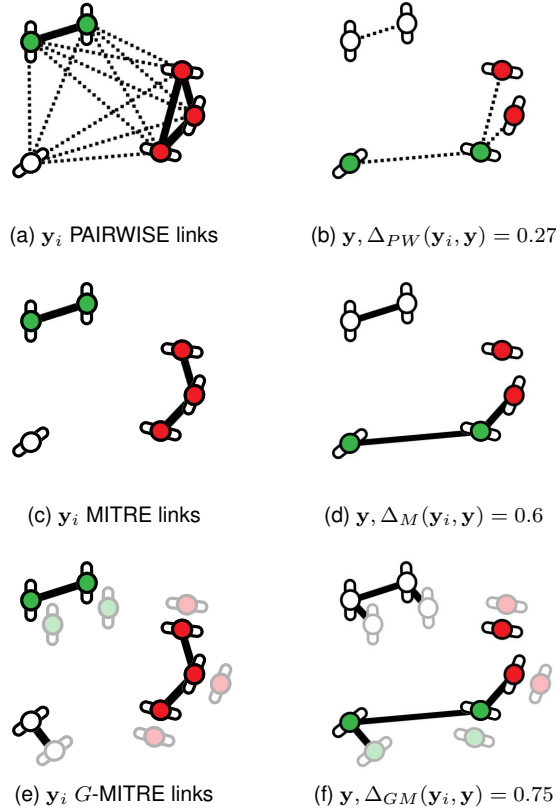 (a) yᵢ PAIRWISE links
(b) y, Δ_PW(yᵢ, y) = 0.27
(c) yᵢ MITRE links
(d) y, Δ_M(yᵢ, y) = 0.6
(e) yᵢ G-MITRE links
(f) y, Δ_GM(yᵢ, y) = 0.75